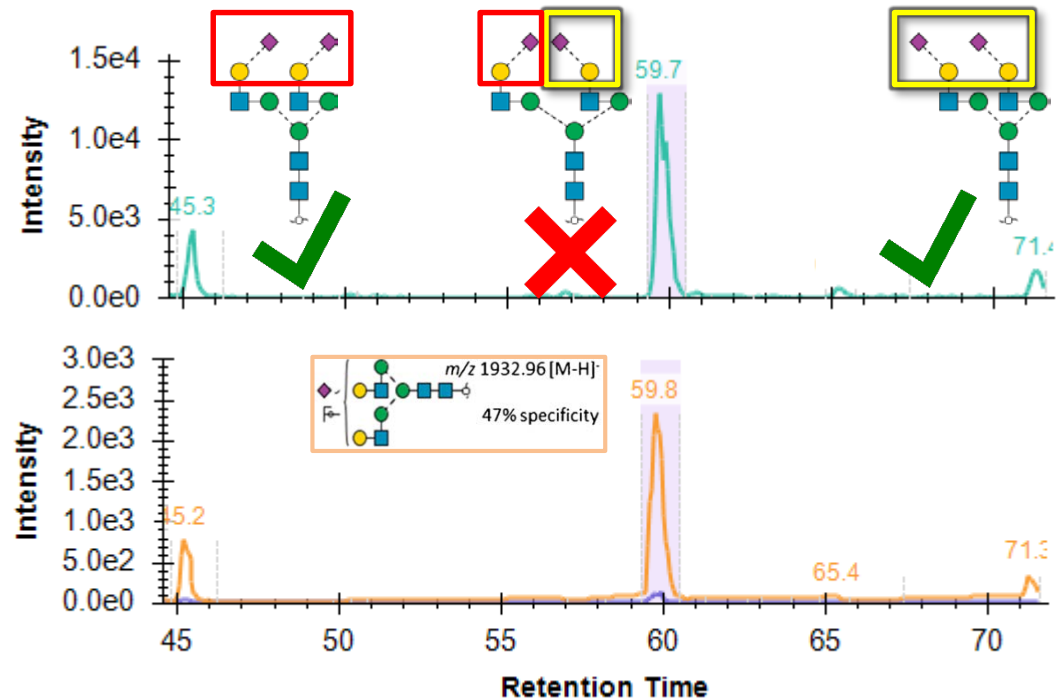 1.5e4
1.0e4
5.0e3
0.0e0
Intensity
45.3
59.7
71.4
3.0e3
2.5e3
2.0e3
1.5e3
1.0e3
5.0e2
0.0e0
Intensity
m/z 1932.96 [M-H]-
47% specificity
45.2
59.8
65.4
71.3
45
50
55
60
65
70
Retention Time